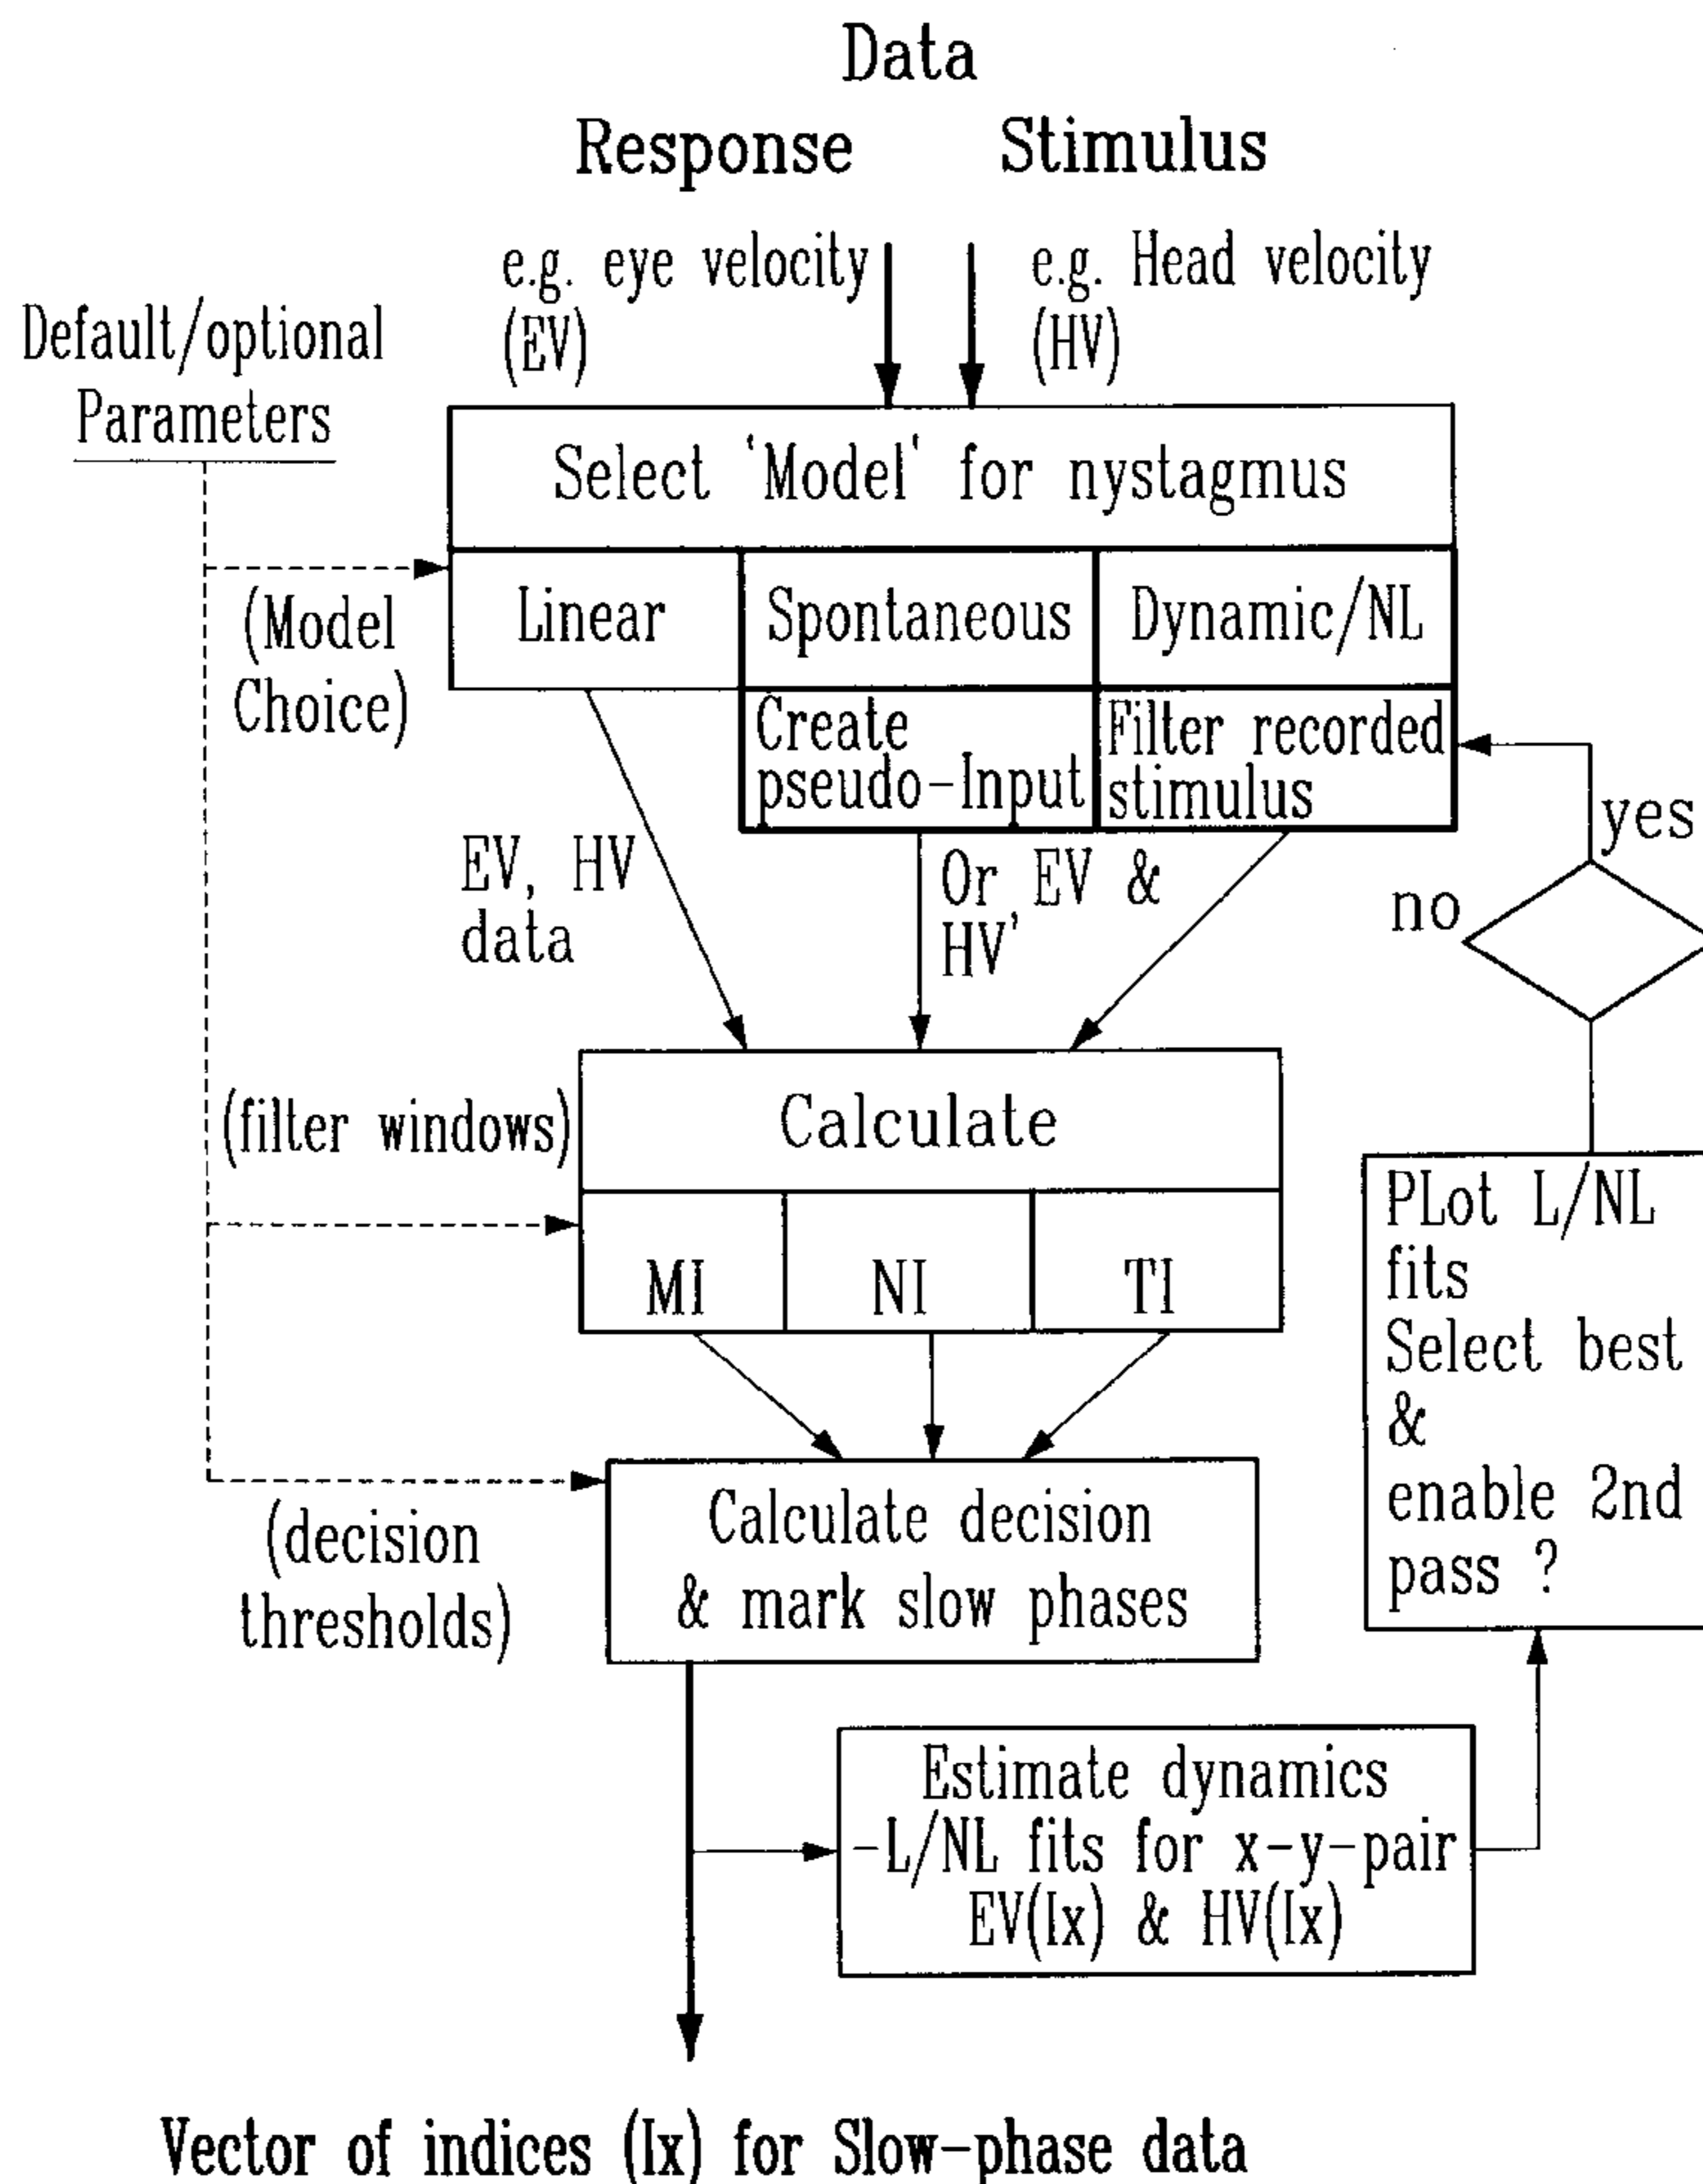 Data
Response Stimulus
e.g. eye velocity
(EV)
e.g. Head velocity
(HV)
Default/optional
Parameters
Select 'Model' for nystagmus
Linear
Spontaneous
Dynamic/NL
(Model
Choice)
Create
pseudo-Input
Filter recorded
stimulus
yes
no
EV, HV
data
Or EV &
HV'
(filter windows)
Calculate
MI
NI
TI
PLot L/NL
fits
Select best
&
enable 2nd
pass ?
(decision
thresholds)
Calculate decision
& mark slow phases
Estimate dynamics
-L/NL fits for x-y-pair
EV(Ix) & HV(Ix)
Vector of indices (Ix) for Slow-phase data